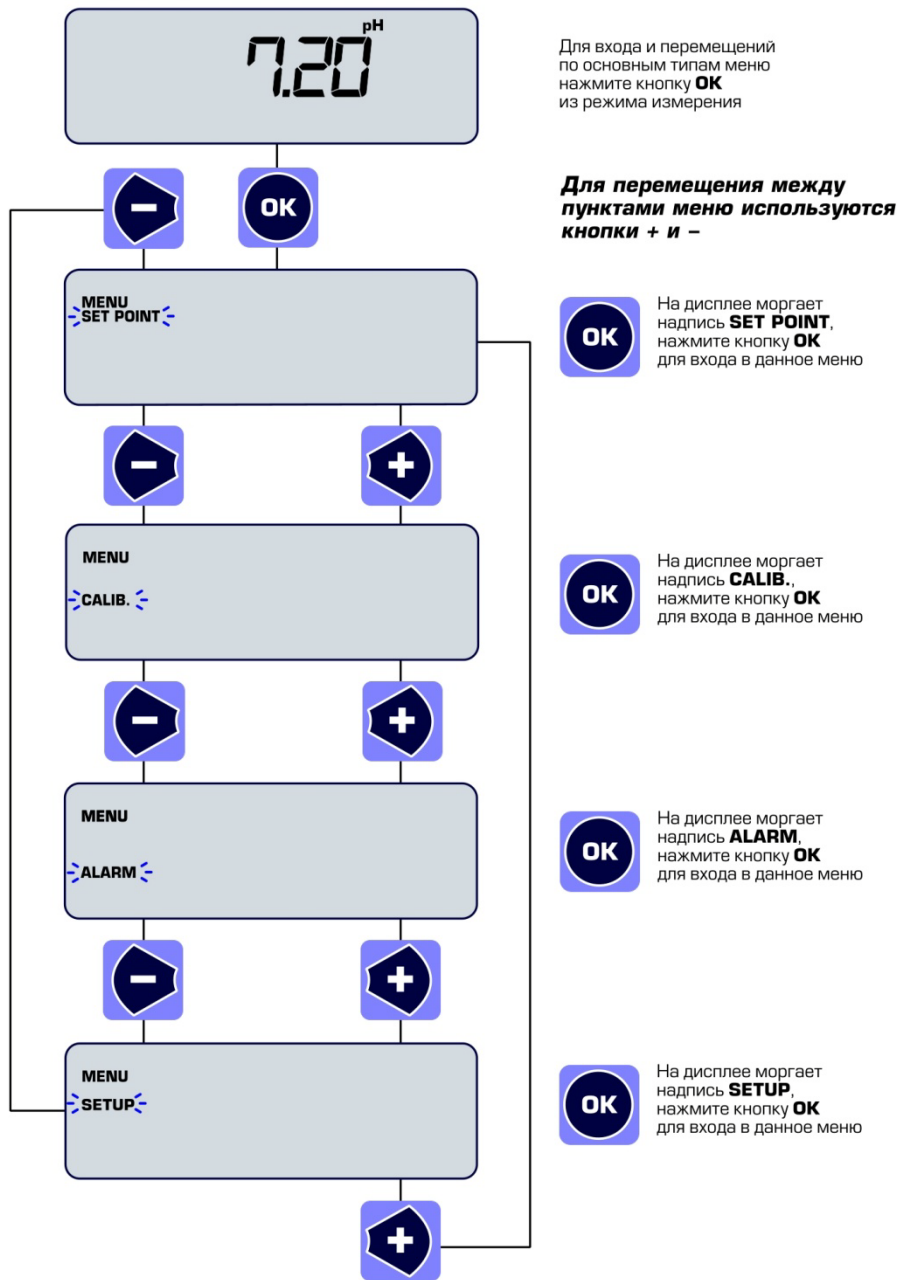 pH
7.20
Для входа и перемещений
по основным типам меню
нажмите кнопку OK
из режима измерения
− OK
Для перемещения между
пунктами меню используются
кнопки + и −
MENU
SET POINT
OK
На дисплее моргает
надпись SET POINT,
нажмите кнопку OK
для входа в данное меню
− +
MENU
CALIB.
OK
На дисплее моргает
надпись CALIB.,
нажмите кнопку OK
для входа в данное меню
− +
MENU
ALARM
OK
На дисплее моргает
надпись ALARM,
нажмите кнопку OK
для входа в данное меню
− +
MENU
SETUP
OK
На дисплее моргает
надпись SETUP,
нажмите кнопку OK
для входа в данное меню
+